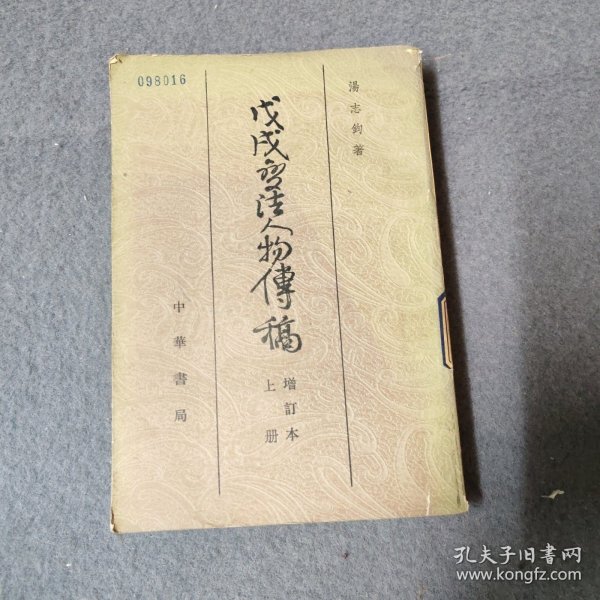 098016
湯志鈞著
戊戌變法人物傳稿
增訂本
上册
中華書局
孔夫子旧书网
www.kongfz.com